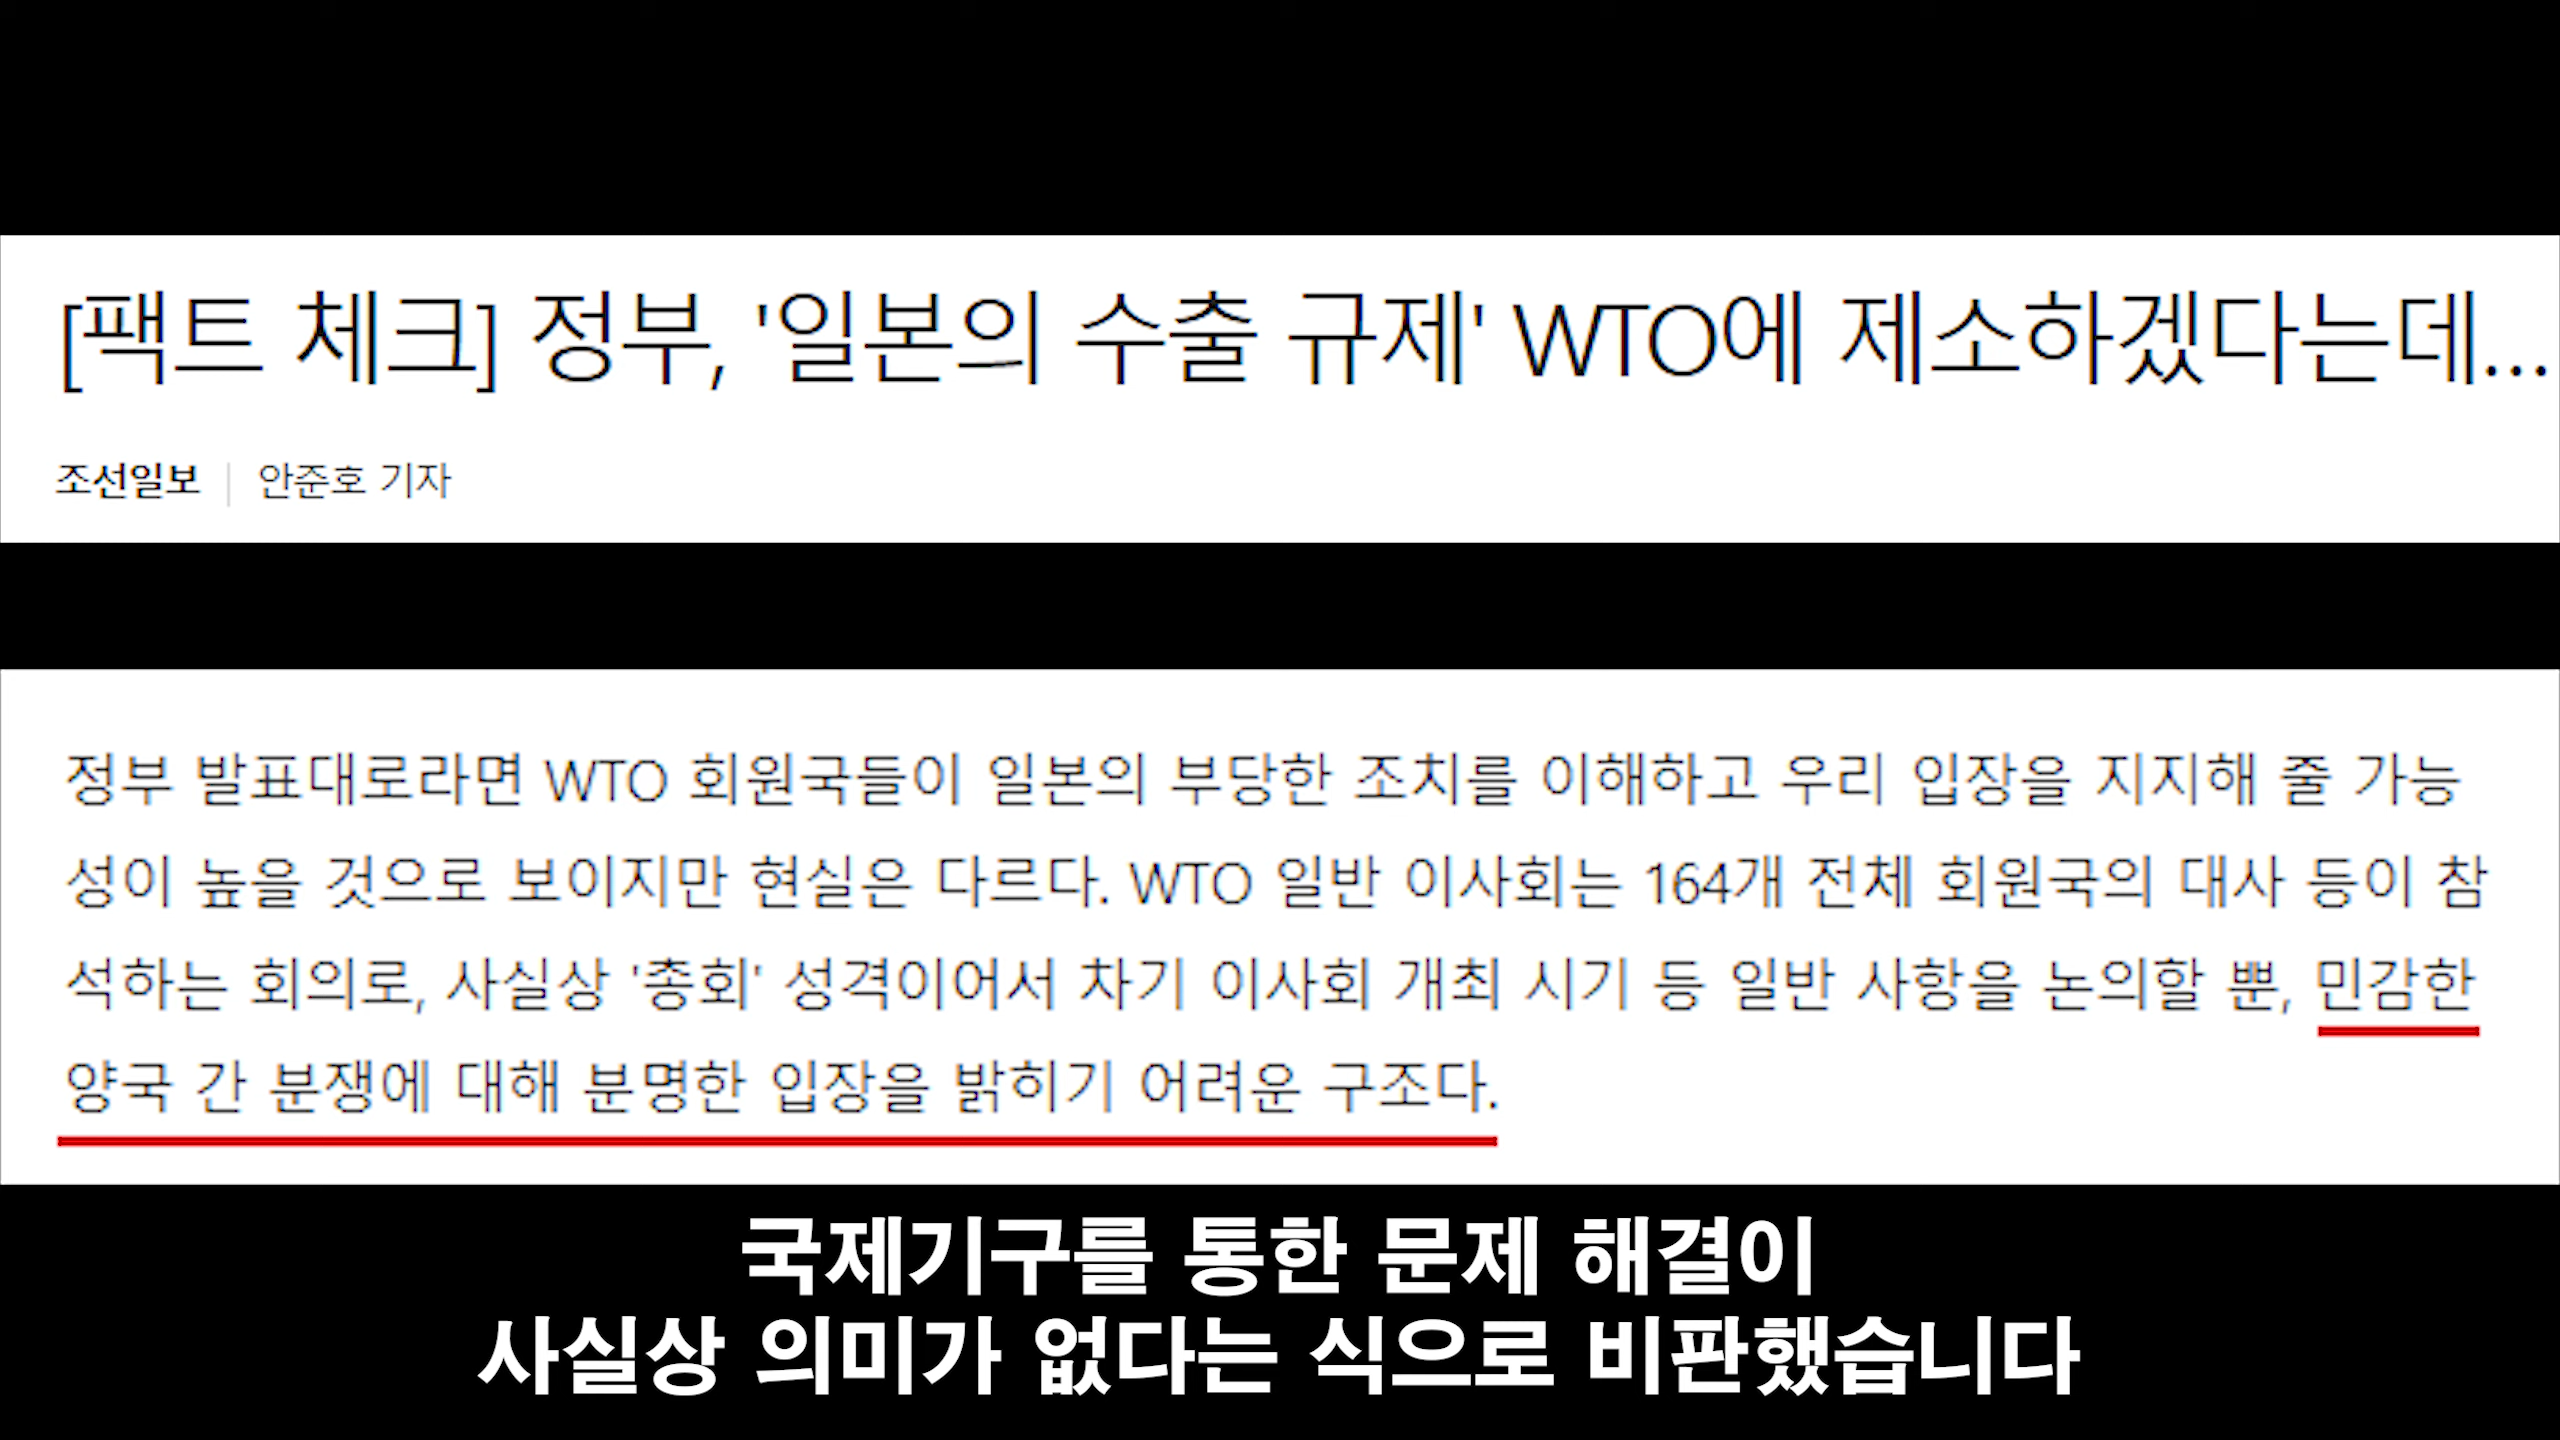 [팩트 체크] 정부, '일본의 수출 규제' WTO에 제소하겠다는데...
조선일보 | 안준호 기자
정부 발표대로라면 WTO 회원국들이 일본의 부당한 조치를 이해하고 우리 입장을 지지해 줄 가능
성이 높을 것으로 보이지만 현실은 다르다. WTO 일반 이사회는 164개 전체 회원국의 대사 등이 참
석하는 회의로, 사실상 '총회' 성격이어서 차기 이사회 개최 시기 등 일반 사항을 논의할 뿐, 민감한
양국 간 분쟁에 대해 분명한 입장을 밝히기 어려운 구조다.
국제기구를 통한 문제 해결이
사실상 의미가 없다는 식으로 비판했습니다